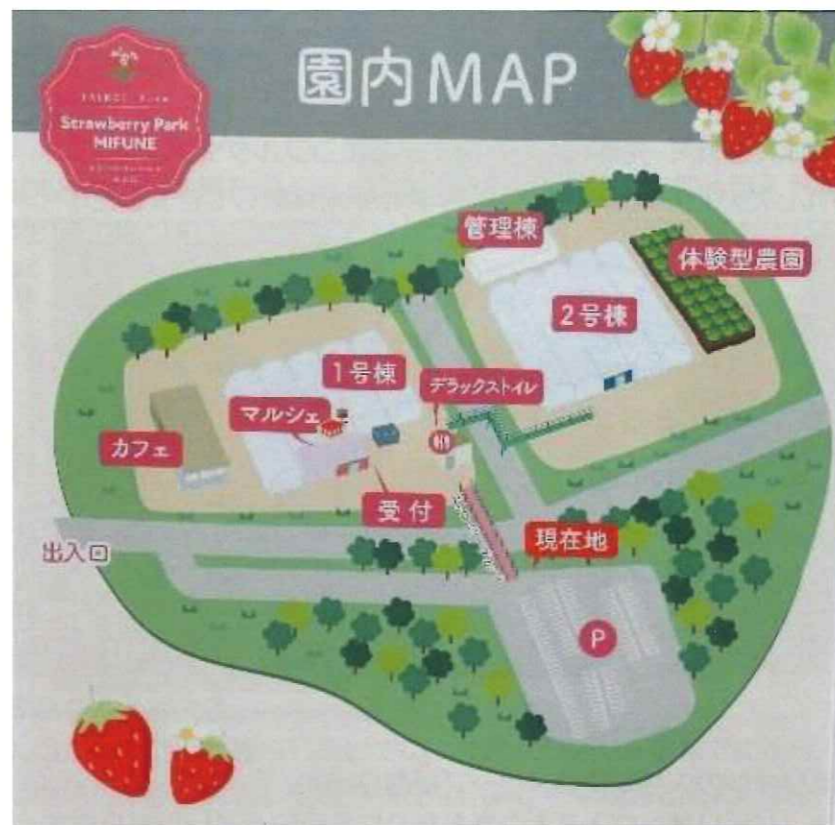 園内MAP
Strawberry Park
MIFUNE
管理棟
体験型農園
2号棟
1号棟
デラックストイレ
マルシェ
カフェ
受付
出入口
現在地
P